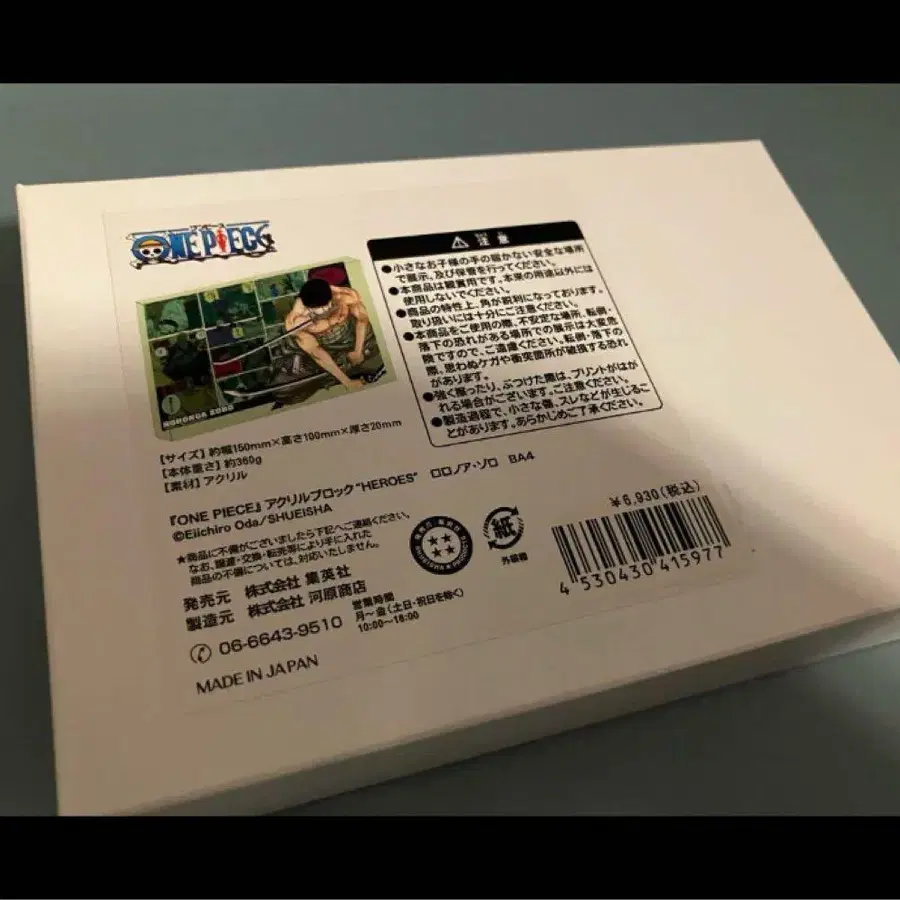 ONE PIECE
RORONOA ZORO
【サイズ】約幅150mm×高さ100mm×厚さ20mm
【本体重さ】約360g
【素材】アクリル
『ONE PIECE』アクリルブロック"HEROES" ロロノア・ゾロ BA4
©Eiichiro Oda/SHUEISHA
★商品に不備がございましたら下記へご連絡ください。
なお、譲渡・交換・転売等により手に入れた
商品の不備については、対応いたしません。
発売元 株式会社 集英社
製造元 株式会社 河原商店
06-6643-9510
営業時間
月〜金(土日・祝日を除く)
10:00〜16:00
MADE IN JAPAN
注意
●小さなお子様の手の届かない安全な場所
で展示、及び保管を行ってください。
●本商品は観賞用です。本来の用途以外には
使用しないでください。
●商品の特性上、角が鋭利になっております。
取り扱いには十分にご注意ください。
●本商品をご使用の際、不安定な場所、転倒・
落下の恐れがある場所での展示は大変危
険ですので、ご遠慮ください。転倒・落下の
際、思わぬケガや衝突箇所が破損する恐れ
があります。
●強く擦ったり、ぶつけた際は、プリントがはが
れる場合がございます。ご注意ください。
●製造過程で、小さな傷、スレなどが生じるこ
とがあります。あらかじめご了承ください。
紙
外装箱
¥6,930(税込)
4 530430 415977